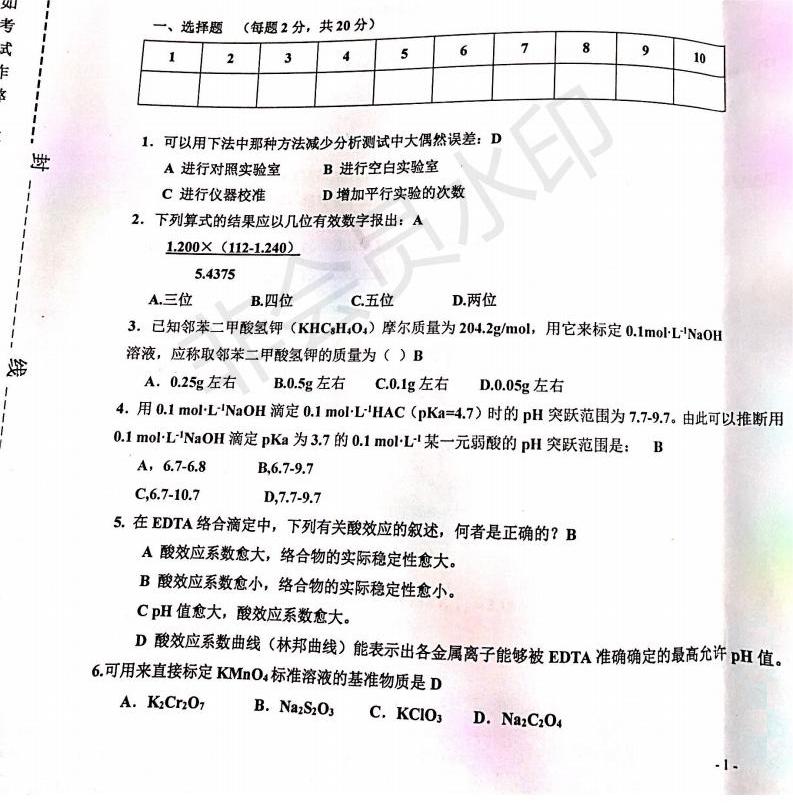 如
考
试
作
封
线
一、选择题 （每题2分，共20分）
1 2 3 4 5 6 7 8 9 10
1．可以用下法中那种方法减少分析测试中大偶然误差：D
A 进行对照实验室 B 进行空白实验室
C 进行仪器校准 D 增加平行实验的次数
2．下列算式的结果应以几位有效数字报出：A
1.200×（112-1.240）
5.4375
A.三位 B.四位 C.五位 D.两位
3．已知邻苯二甲酸氢钾（KHC₈H₄O₄）摩尔质量为 204.2g/mol，用它来标定 0.1mol·L⁻¹NaOH
溶液，应称取邻苯二甲酸氢钾的质量为（ ）B
A．0.25g 左右 B.0.5g 左右 C.0.1g 左右 D.0.05g 左右
4．用 0.1 mol·L⁻¹NaOH 滴定 0.1 mol·L⁻¹HAC（pKa=4.7）时的 pH 突跃范围为 7.7-9.7。由此可以推断用
0.1 mol·L⁻¹NaOH 滴定 pKa 为 3.7 的 0.1 mol·L⁻¹ 某一元弱酸的 pH 突跃范围是： B
A，6.7-6.8 B,6.7-9.7
C,6.7-10.7 D,7.7-9.7
5. 在 EDTA 络合滴定中，下列有关酸效应的叙述，何者是正确的？B
A 酸效应系数愈大，络合物的实际稳定性愈大。
B 酸效应系数愈小，络合物的实际稳定性愈小。
C pH 值愈大，酸效应系数愈大。
D 酸效应系数曲线（林邦曲线）能表示出各金属离子能够被 EDTA 准确确定的最高允许 pH 值。
6.可用来直接标定 KMnO₄ 标准溶液的基准物质是 D
A．K₂Cr₂O₇ B．Na₂S₂O₃ C．KClO₃ D．Na₂C₂O₄
- 1 -
非会员水印